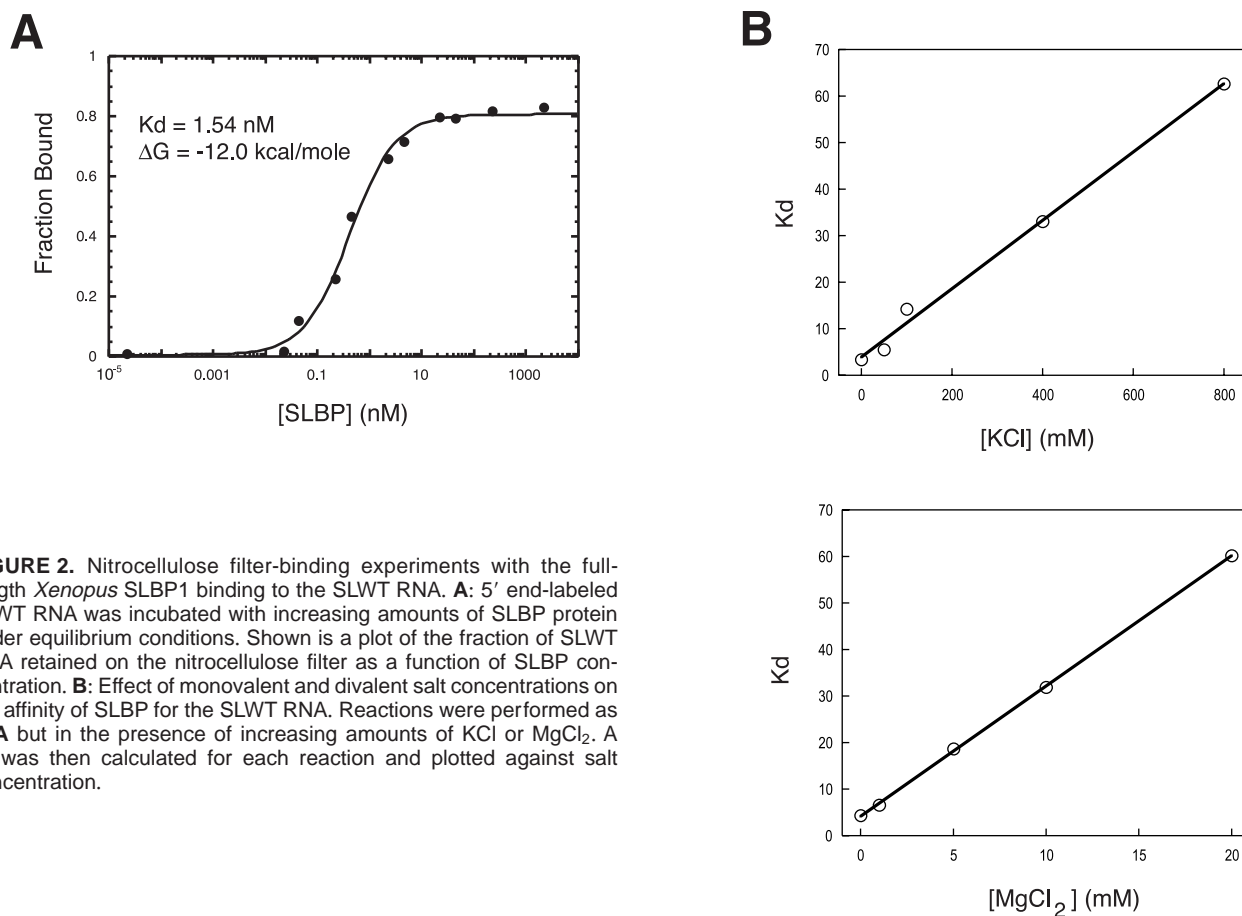 A
1
0.8
0.6
0.4
0.2
0
Fraction Bound
Kd = 1.54 nM
ΔG = -12.0 kcal/mole
10⁻⁵ 0.001 0.1 10 1000
[SLBP] (nM)
B
70
60
50
40
30
20
10
0
Kd
0 200 400 600 800
[KCl] (mM)
70
60
50
40
30
20
10
0
Kd
0 5 10 15 20
[MgCl₂] (mM)
GURE 2. Nitrocellulose filter-binding experiments with the full-
gth Xenopus SLBP1 binding to the SLWT RNA. A: 5′ end-labeled
WT RNA was incubated with increasing amounts of SLBP protein
der equilibrium conditions. Shown is a plot of the fraction of SLWT
A retained on the nitrocellulose filter as a function of SLBP con-
ntration. B: Effect of monovalent and divalent salt concentrations on
affinity of SLBP for the SLWT RNA. Reactions were performed as
A but in the presence of increasing amounts of KCl or MgCl₂. A
was then calculated for each reaction and plotted against salt
ncentration.